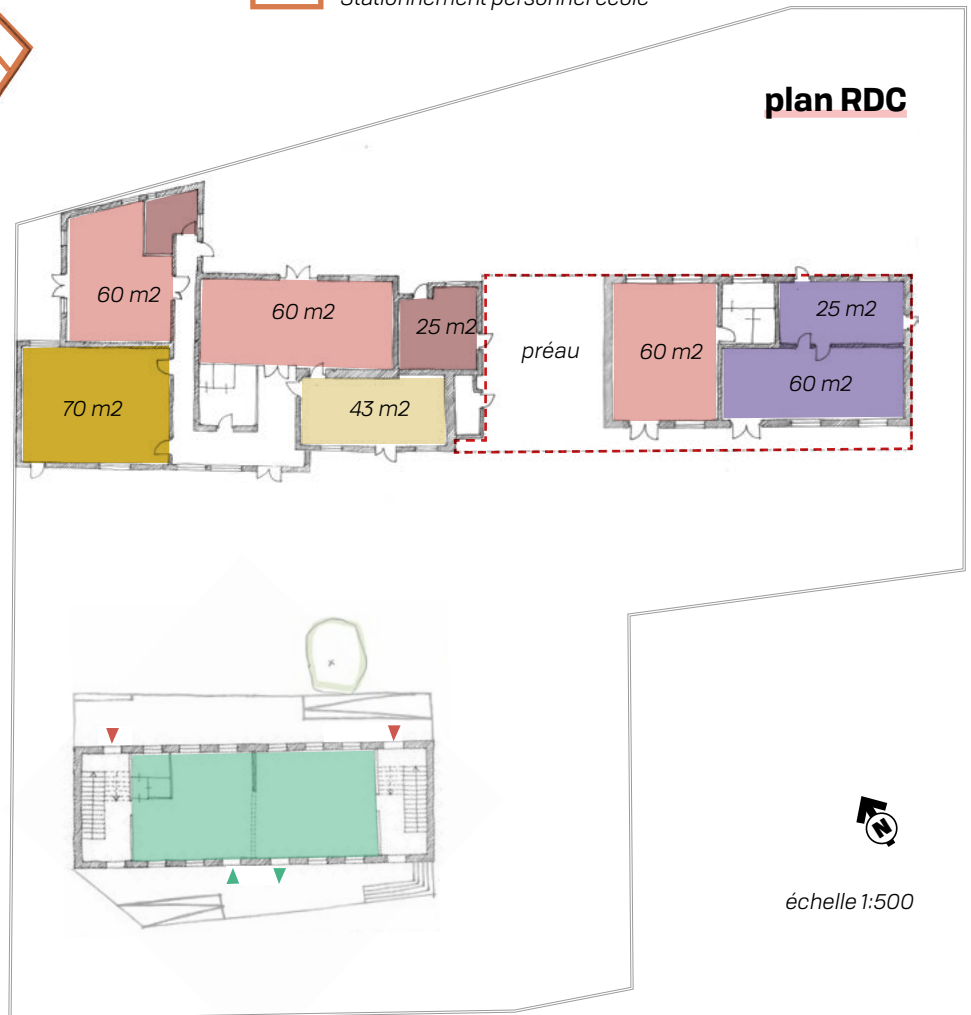 Stationnement personnel école
plan RDC
60 m2
60 m2
25 m2
préau
60 m2
25 m2
60 m2
70 m2
43 m2
N
échelle 1:500